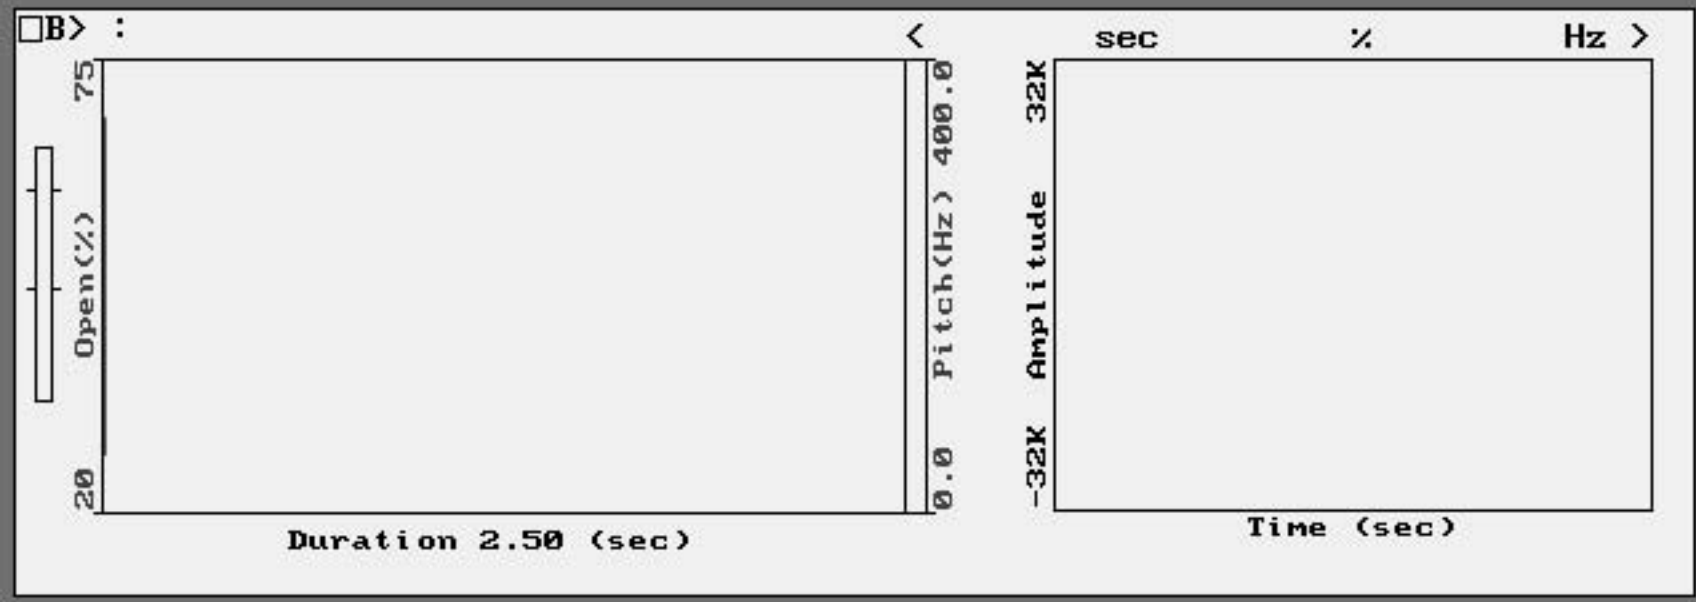 □B> :
< sec % Hz >
75
Open(%)
20
400.0
Pitch(Hz)
0.0
Duration 2.50 (sec)
32K
Amplitude
-32K
Time (sec)